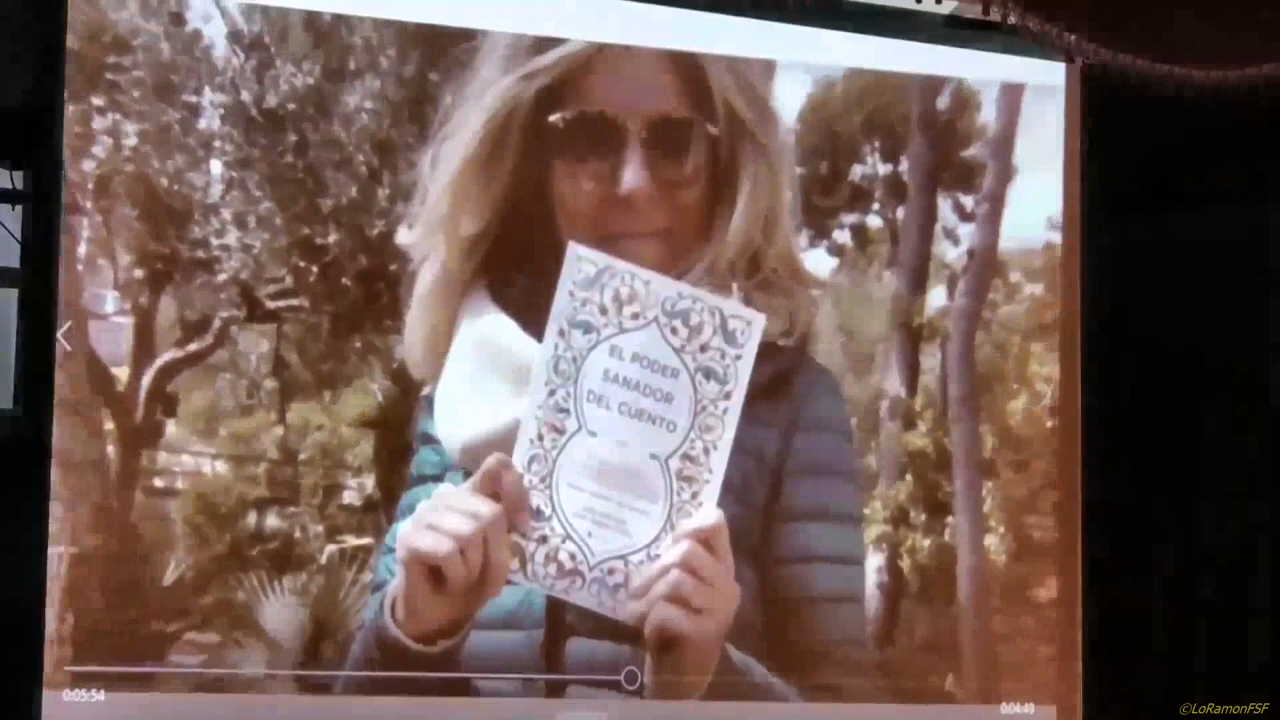 EL PODER
SANADOR
DEL CUENTO
0:05:54
0:04:49
©LoRamonFSF